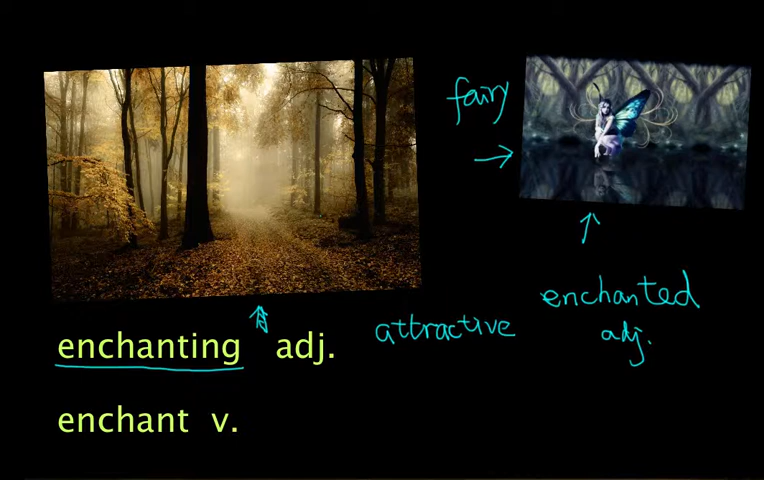 fairy
enchanted
adj.
enchanting adj. attractive
enchant v.